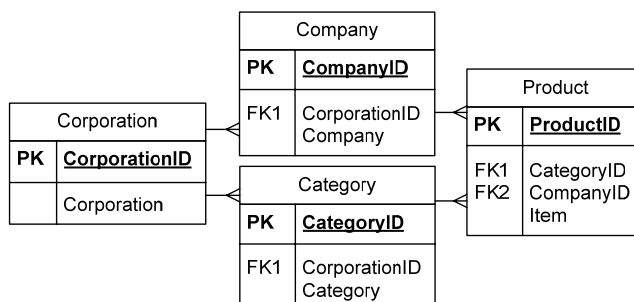 Corporation
PK CorporationID
Corporation
Company
PK CompanyID
FK1 CorporationID
Company
Category
PK CategoryID
FK1 CorporationID
Category
Product
PK ProductID
FK1 CategoryID
FK2 CompanyID
Item